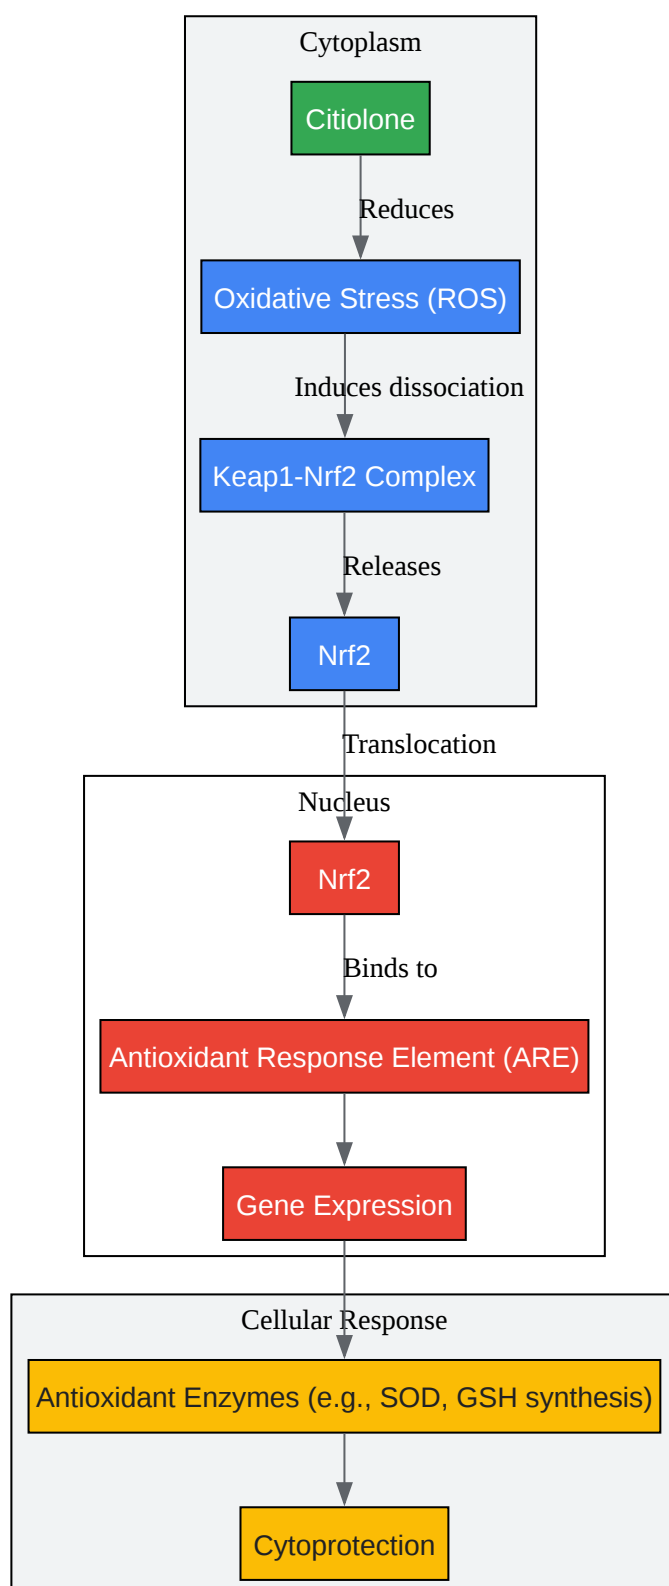 Cytoplasm
Citiolone
Reduces
Oxidative Stress (ROS)
Induces dissociation
Keap1-Nrf2 Complex
Releases
Nrf2
Translocation
Nucleus
Nrf2
Binds to
Antioxidant Response Element (ARE)
Gene Expression
Cellular Response
Antioxidant Enzymes (e.g., SOD, GSH synthesis)
Cytoprotection